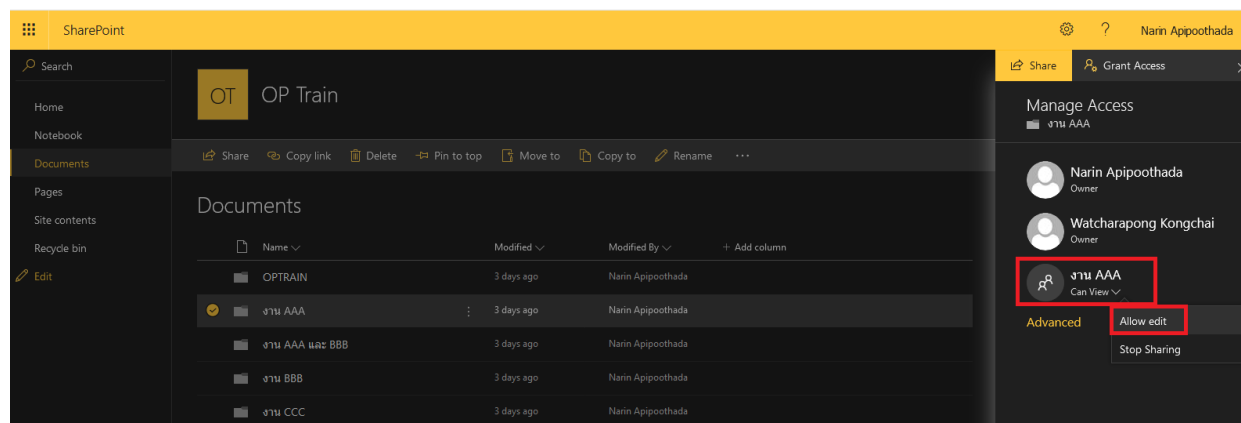 SharePoint
? Narin Apipoothada
Search
Home
Notebook
Documents
Pages
Site contents
Recycle bin
Edit
OT OP Train
Share Copy link Delete Pin to top Move to Copy to Rename ...
Documents
Name Modified Modified By + Add column
OPTRAIN 3 days ago Narin Apipoothada
งาน AAA 3 days ago Narin Apipoothada
งาน AAA และ BBB 3 days ago Narin Apipoothada
งาน BBB 3 days ago Narin Apipoothada
งาน CCC 3 days ago Narin Apipoothada
Share Grant Access
Manage Access
งาน AAA
Narin Apipoothada
Owner
Watcharapong Kongchai
Owner
งาน AAA
Can View
Advanced
Allow edit
Stop Sharing